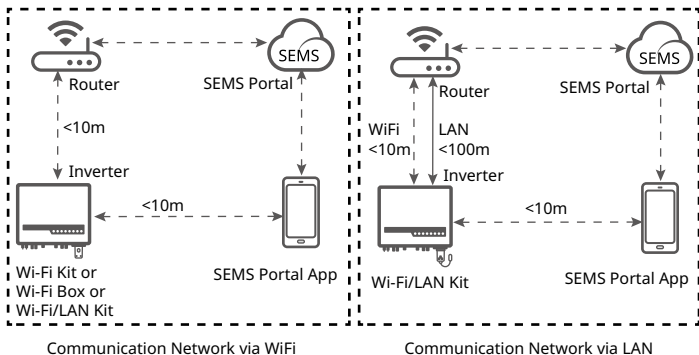 SEMS
SEMS Portal
Router
<10m
Inverter
<10m
Wi-Fi Kit or
Wi-Fi Box or
Wi-Fi/LAN Kit
SEMS Portal App
Communication Network via WiFi
SEMS
SEMS Portal
Router
WiFi
<10m
LAN
<100m
Inverter
<10m
Wi-Fi/LAN Kit
SEMS Portal App
Communication Network via LAN